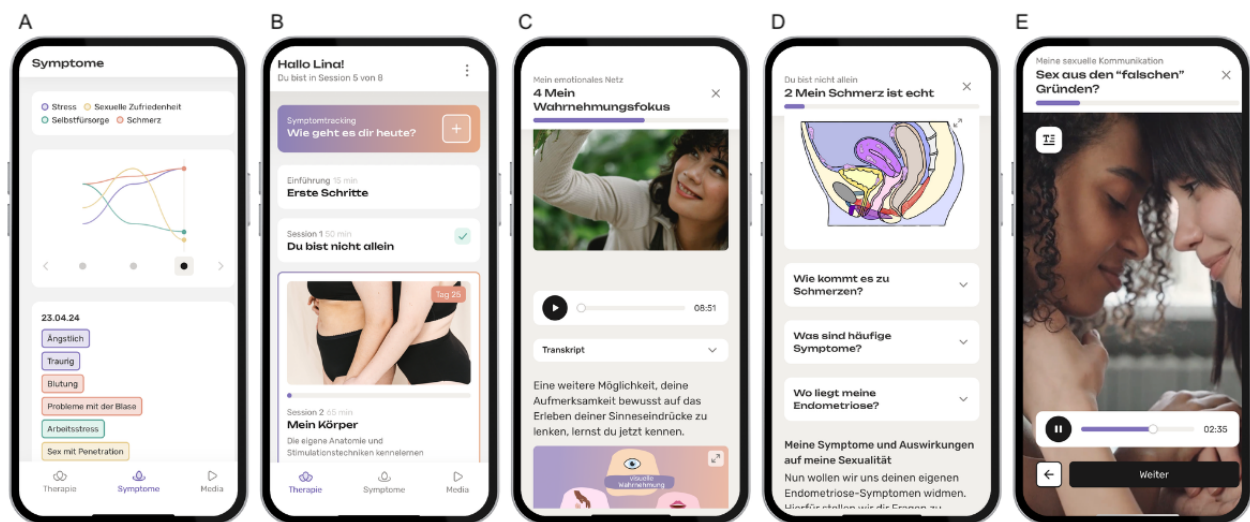 A
Symptome
Stress
Sexuelle Zufriedenheit
Selbstfürsorge
Schmerz
23.04.24
Ängstlich
Traurig
Blutung
Probleme mit der Blase
Arbeitsstress
Sex mit Penetration
Therapie
Symptome
Media
B
Hallo Lina!
Du bist in Session 5 von 8
Symptomtracking
Wie geht es dir heute?
Einführung 15 min
Erste Schritte
Session 1 50 min
Du bist nicht allein
Tag 25
Session 2 65 min
Mein Körper
Die eigene Anatomie und
Stimulationstechniken kennelernen
Therapie
Symptome
Media
C
Mein emotionales Netz
4 Mein
Wahrnehmungsfokus
08:51
Transkript
Eine weitere Möglichkeit, deine
Aufmerksamkeit bewusst auf das
Erleben deiner Sinneseindrücke zu
lenken, lernst du jetzt kennen.
visuelle
Wahrnehmung
D
Du bist nicht allein
2 Mein Schmerz ist echt
Wie kommt es zu
Schmerzen?
Was sind häufige
Symptome?
Wo liegt meine
Endometriose?
Meine Symptome und Auswirkungen
auf meine Sexualität
Nun wollen wir uns deinen eigenen
Endometriose-Symptomen widmen.
Hierfür stellen wir dir Fragen zu
E
Meine sexuelle Kommunikation
Sex aus den “falschen”
Gründen?
02:35
Weiter